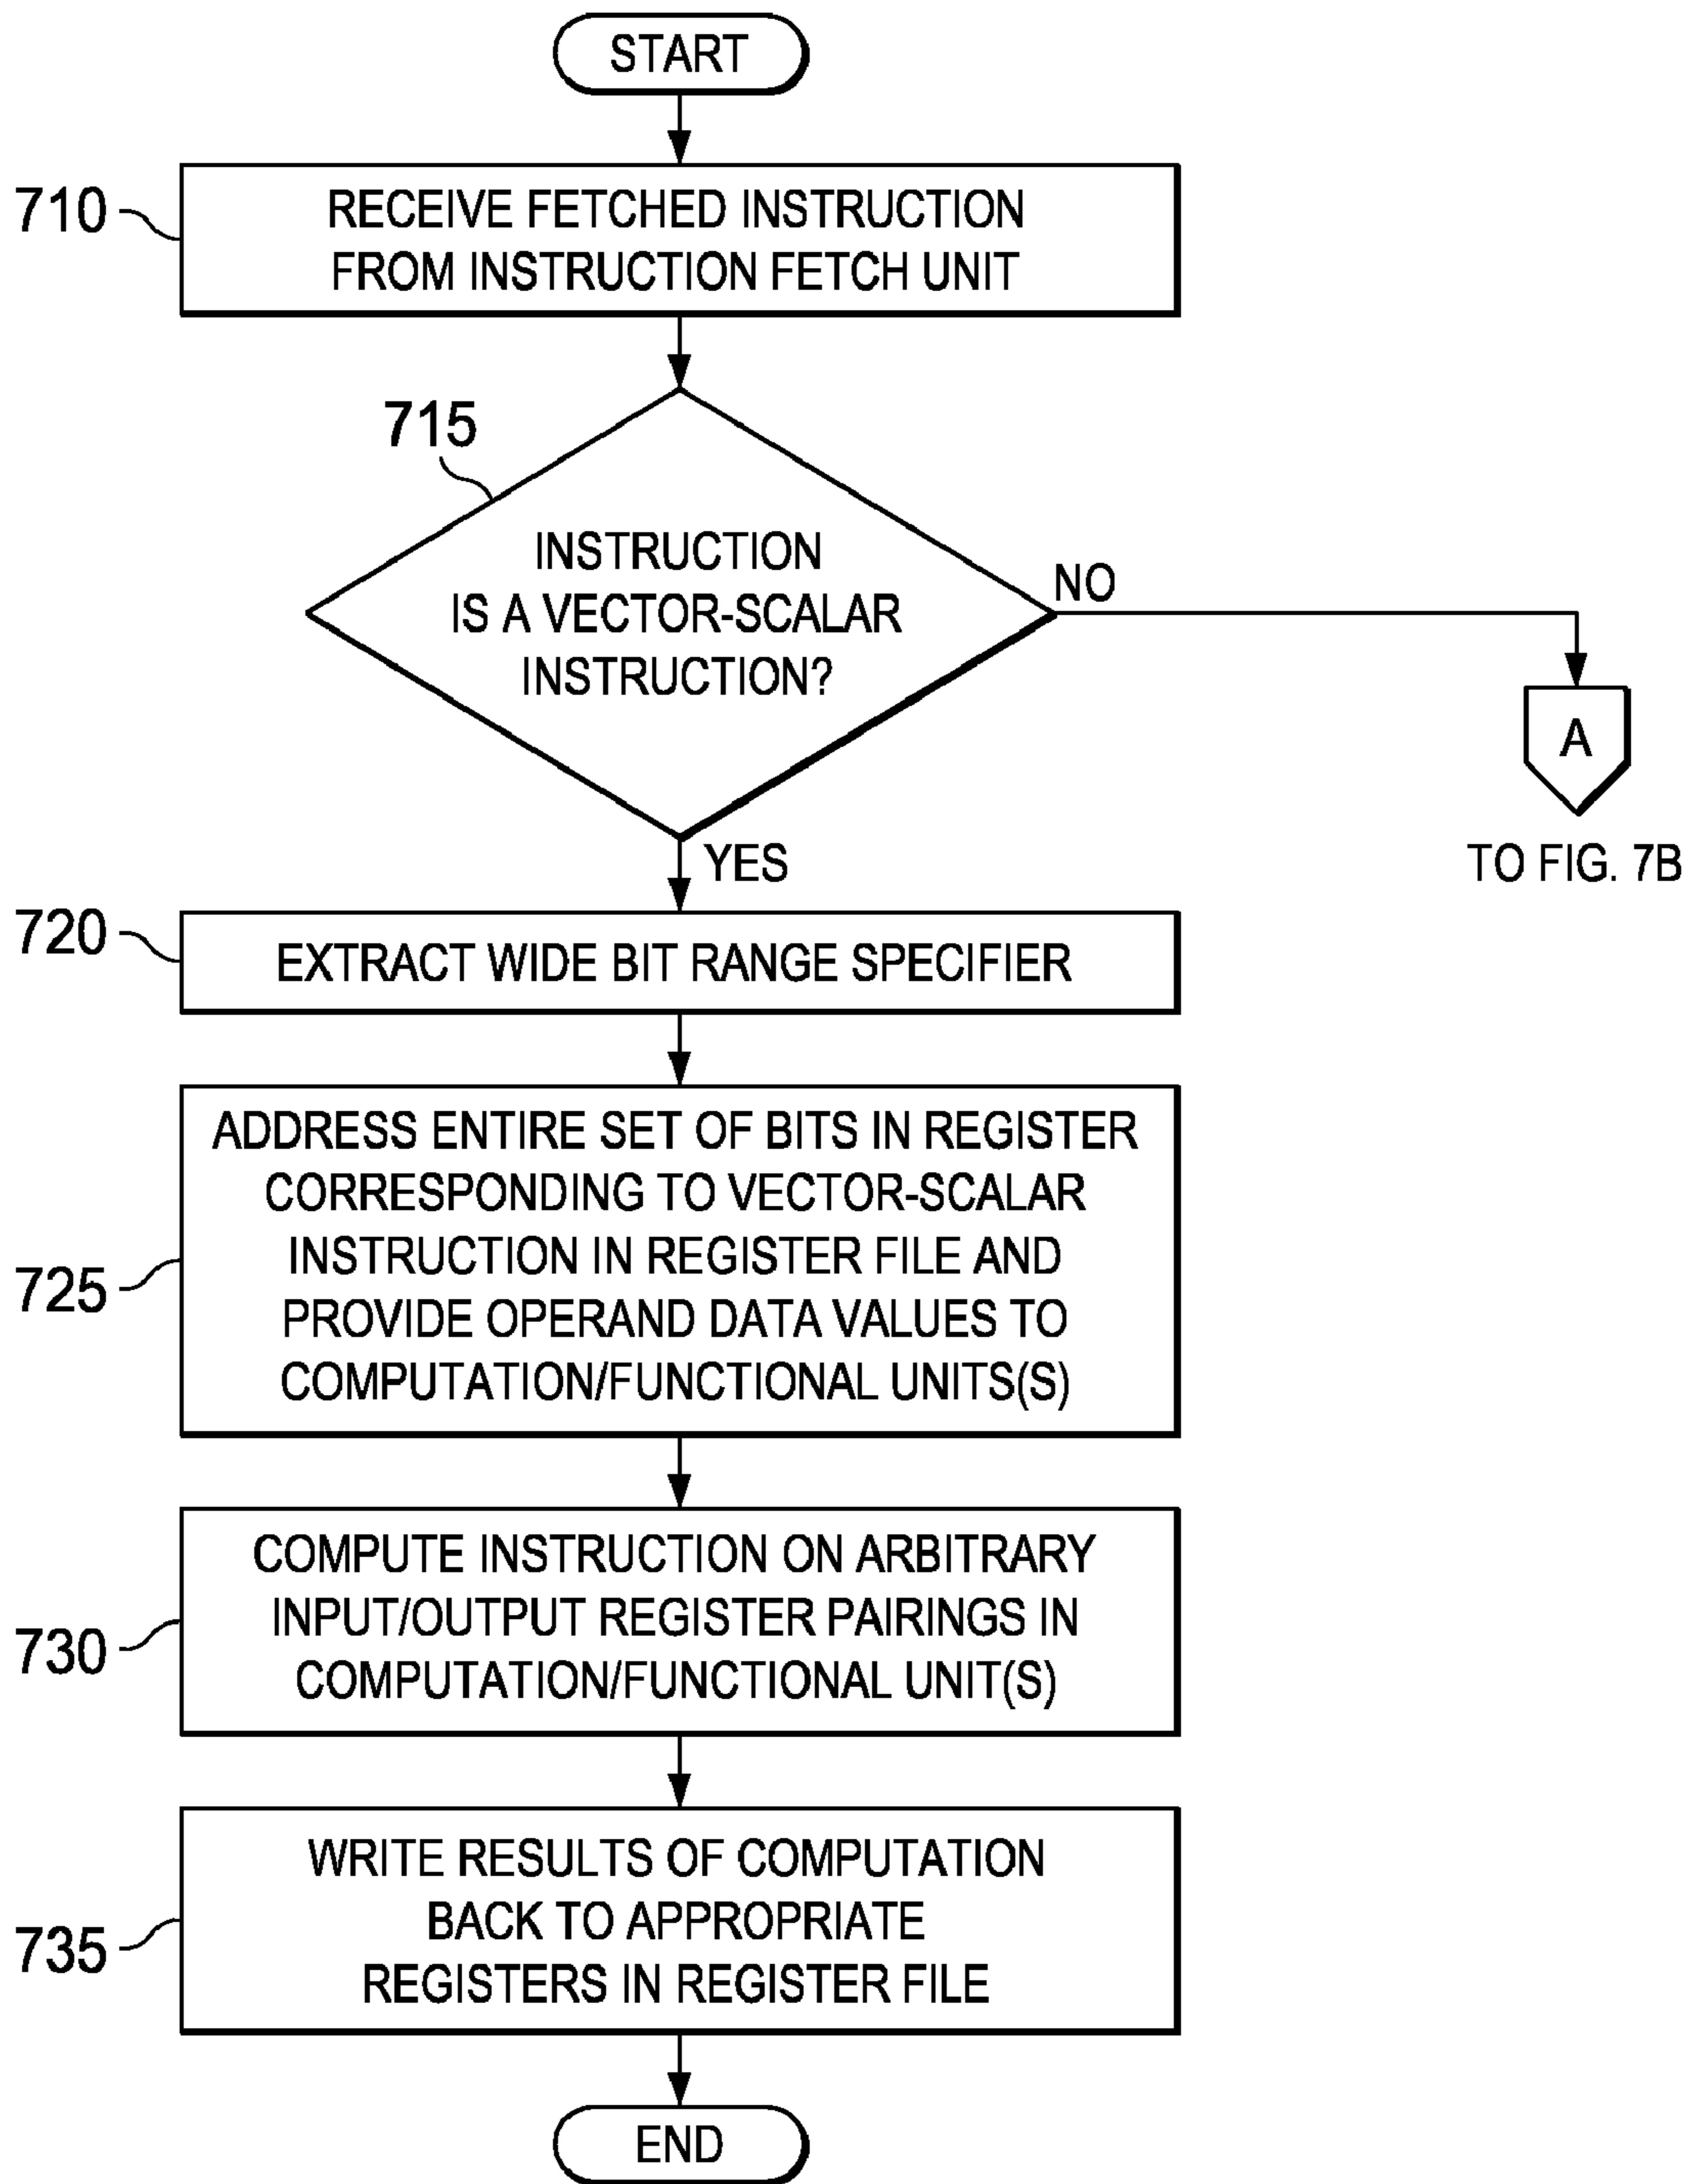 START
710
RECEIVE FETCHED INSTRUCTION
FROM INSTRUCTION FETCH UNIT
715
INSTRUCTION
IS A VECTOR-SCALAR
INSTRUCTION?
NO
A
TO FIG. 7B
YES
720
EXTRACT WIDE BIT RANGE SPECIFIER
725
ADDRESS ENTIRE SET OF BITS IN REGISTER
CORRESPONDING TO VECTOR-SCALAR
INSTRUCTION IN REGISTER FILE AND
PROVIDE OPERAND DATA VALUES TO
COMPUTATION/FUNCTIONAL UNITS(S)
730
COMPUTE INSTRUCTION ON ARBITRARY
INPUT/OUTPUT REGISTER PAIRINGS IN
COMPUTATION/FUNCTIONAL UNIT(S)
735
WRITE RESULTS OF COMPUTATION
BACK TO APPROPRIATE
REGISTERS IN REGISTER FILE
END